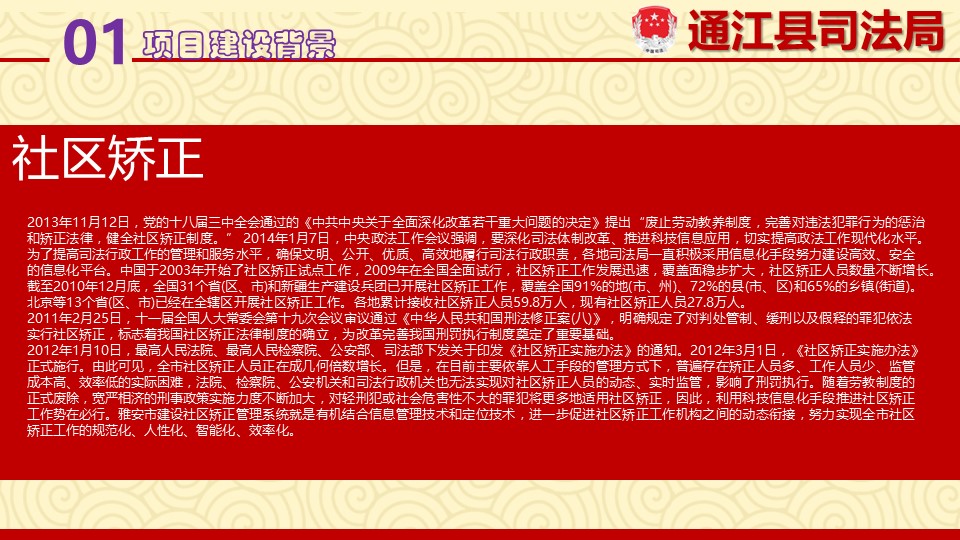 01 项目建设背景
通江县司法局
社区矫正
2013年11月12日，党的十八届三中全会通过的《中共中央关于全面深化改革若干重大问题的决定》提出“废止劳动教养制度，完善对违法犯罪行为的惩治
和矫正法律，健全社区矫正制度。” 2014年1月7日，中央政法工作会议强调，要深化司法体制改革、推进科技信息应用，切实提高政法工作现代化水平。
为了提高司法行政工作的管理和服务水平，确保文明、公开、优质、高效地履行司法行政职责，各地司法局一直积极采用信息化手段努力建设高效、安全
的信息化平台。中国于2003年开始了社区矫正试点工作，2009年在全国全面试行，社区矫正工作发展迅速，覆盖面稳步扩大，社区矫正人员数量不断增长。
截至2010年12月底，全国31个省(区、市)和新疆生产建设兵团已开展社区矫正工作，覆盖全国91%的地(市、州)、72%的县(市、区)和65%的乡镇(街道)。
北京等13个省(区、市)已经在全辖区开展社区矫正工作。各地累计接收社区矫正人员59.8万人，现有社区矫正人员27.8万人。
2011年2月25日，十一届全国人大常委会第十九次会议审议通过《中华人民共和国刑法修正案(八)》，明确规定了对判处管制、缓刑以及假释的罪犯依法
实行社区矫正，标志着我国社区矫正法律制度的确立，为改革完善我国刑罚执行制度奠定了重要基础。
2012年1月10日，最高人民法院、最高人民检察院、公安部、司法部下发关于印发《社区矫正实施办法》的通知。2012年3月1日，《社区矫正实施办法》
正式施行。由此可见，全市社区矫正人员正在成几何倍数增长。但是，在目前主要依靠人工手段的管理方式下，普遍存在矫正人员多、工作人员少、监管
成本高、效率低的实际困难，法院、检察院、公安机关和司法行政机关也无法实现对社区矫正人员的动态、实时监管，影响了刑罚执行。随着劳教制度的
正式废除，宽严相济的刑事政策实施力度不断加大，对轻刑犯或社会危害性不大的罪犯将更多地适用社区矫正，因此，利用科技信息化手段推进社区矫正
工作势在必行。雅安市建设社区矫正管理系统就是有机结合信息管理技术和定位技术，进一步促进社区矫正工作机构之间的动态衔接，努力实现全市社区
矫正工作的规范化、人性化、智能化、效率化。